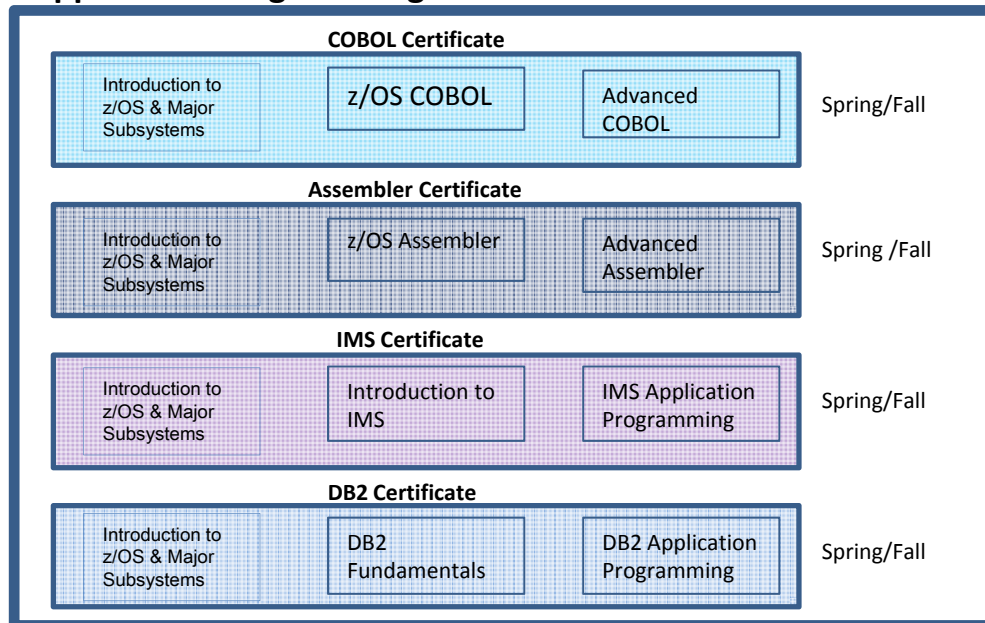 COBOL Certificate
Introduction to
z/OS & Major
Subsystems
z/OS COBOL
Advanced
COBOL
Spring/Fall
Assembler Certificate
Introduction to
z/OS & Major
Subsystems
z/OS Assembler
Advanced
Assembler
Spring /Fall
IMS Certificate
Introduction to
z/OS & Major
Subsystems
Introduction to
IMS
IMS Application
Programming
Spring/Fall
DB2 Certificate
Introduction to
z/OS & Major
Subsystems
DB2
Fundamentals
DB2 Application
Programming
Spring/Fall